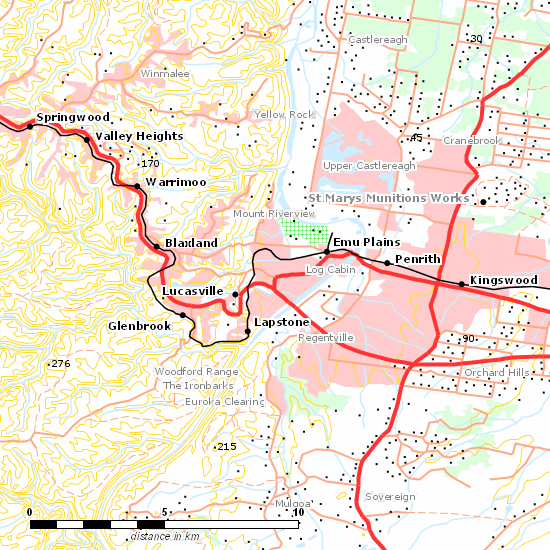 Castlereagh
30
Winmalee
Springwood
Yellow Rock
Valley Heights
45
Cranebrook
170
Upper Castlereagh
Warrimoo
St Marys Munitions Works
Mount Riverview
Blaxland
Emu Plains
Penrith
Log Cabin
Kingswood
Lucasville
Glenbrook
Lapstone
Regentville
90
276
Woodford Range
The Ironbarks
Orchard Hills
Euroka Clearing
215
Mulgoa
Sovereign
0 5 10
distance in km